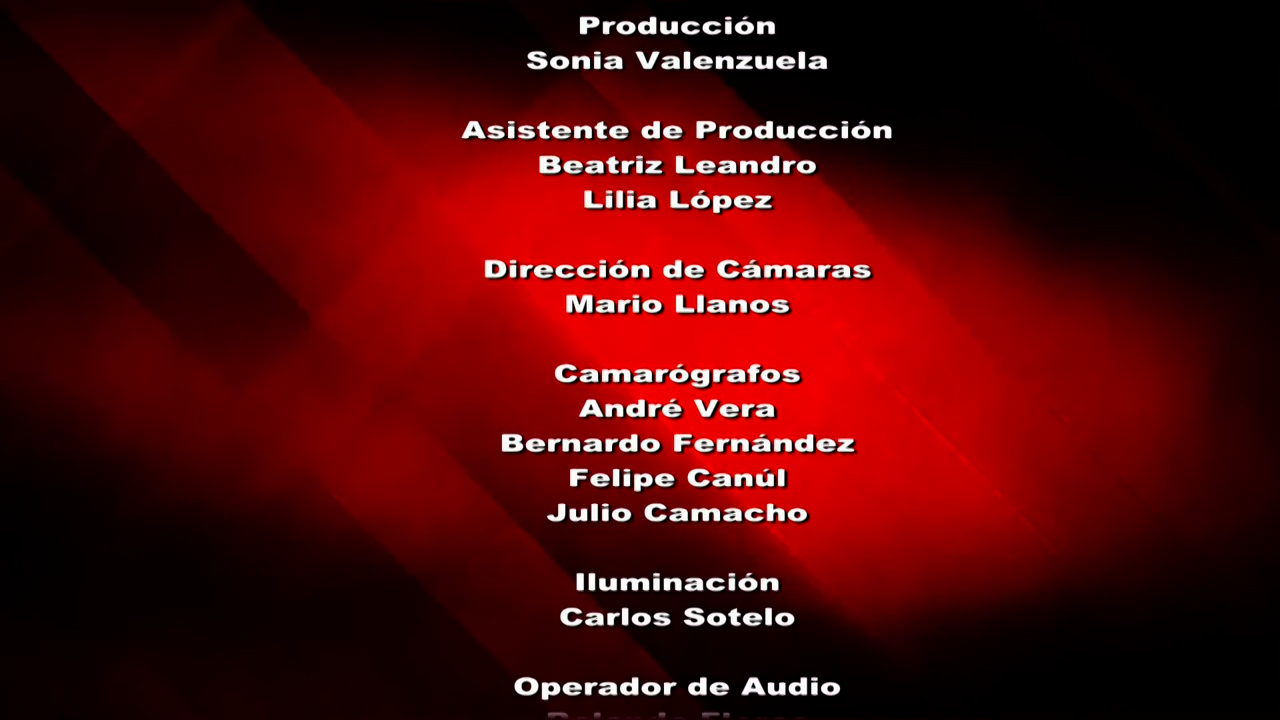 Producción
Sonia Valenzuela
Asistente de Producción
Beatriz Leandro
Lilia López
Dirección de Cámaras
Mario Llanos
Camarógrafos
André Vera
Bernardo Fernández
Felipe Canúl
Julio Camacho
Iluminación
Carlos Sotelo
Operador de Audio